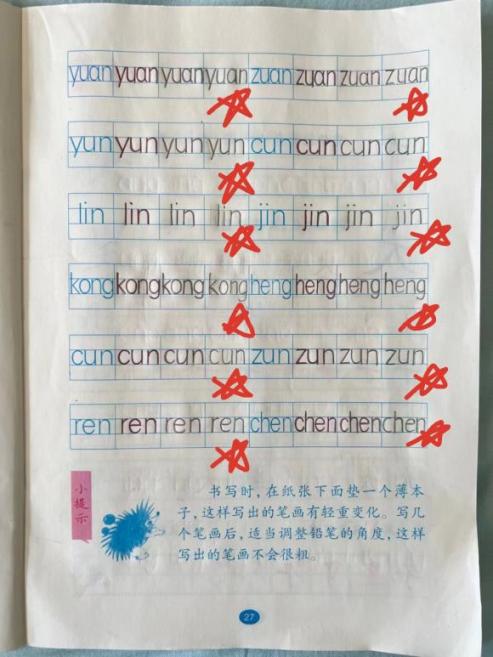 yuan yuan yuan yuan zuan zuan zuan zuan
yun yun yun yun cun cun cun cun
lin lin lin lin jin jin jin jin
kong kong kong kong heng heng heng heng
cun cun cun cun zun zun zun zun
ren ren ren ren chen chen chen chen
小提示
书写时，在纸张下面垫一个薄本
子，这样写出的笔画有轻重变化。写几
个笔画后，适当调整铅笔的角度，这样
写出的笔画不会很粗。
27